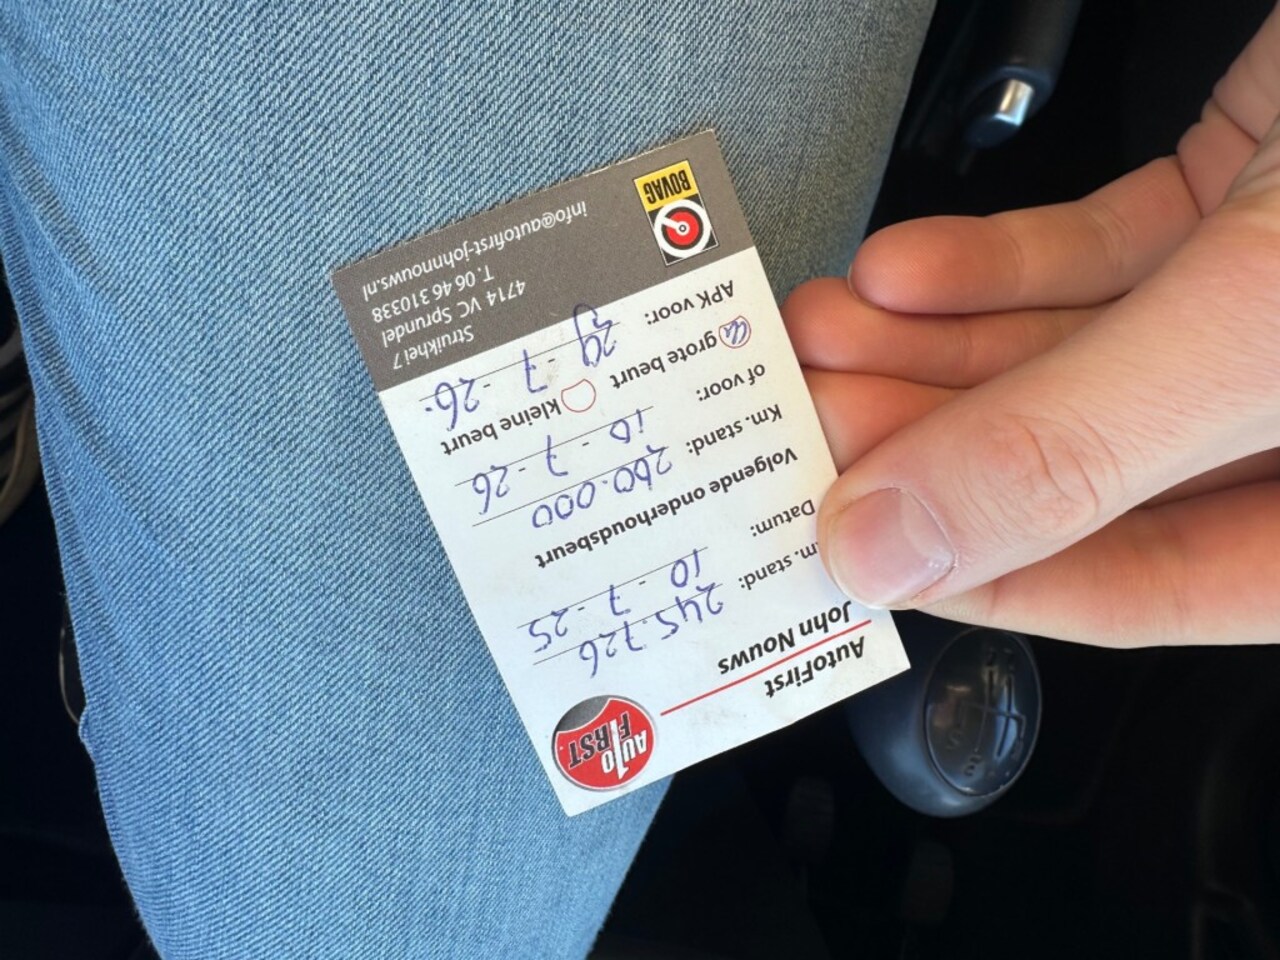 AutoFirst
John Nouws
AUTO
FIRST
m. stand: 245.726
Datum: 10 - 7 - 25
Volgende onderhoudsbeurt
Km. stand: 260.000
of voor: 10 - 7 - 26
grote beurt kleine beurt
APK voor: 29 - 7 - 26.
Struikhei 7
4714 VC Sprundel
T. 06 46 310338
info@autofirst-johnnouws.nl
BOVAG